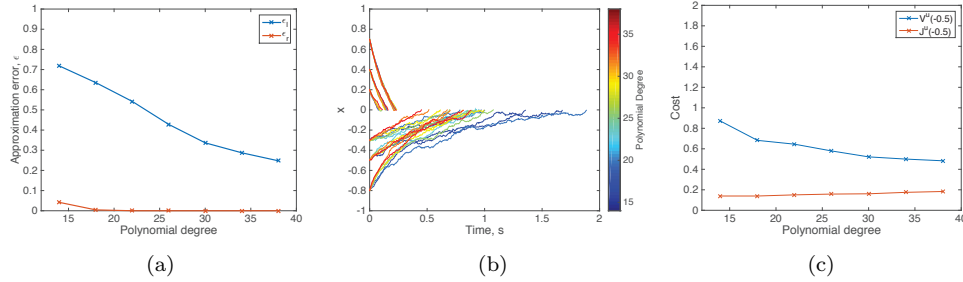 1
0.9
0.8
0.7
0.6
0.5
0.4
0.3
0.2
0.1
0
15 20 25 30 35 40
Approximation error, ϵ
Polynomial degree
ϵ_l
ϵ_r
(a)
1
0.8
0.6
0.4
0.2
0
-0.2
-0.4
-0.6
-0.8
-1
0 0.5 1 1.5 2
x
Time, s
35
30
25
20
15
Polynomial Degree
(b)
2
1.8
1.6
1.4
1.2
1
0.8
0.6
0.4
0.2
0
15 20 25 30 35 40
Cost
Polynomial degree
V^u(-0.5)
J^u(-0.5)
(c)